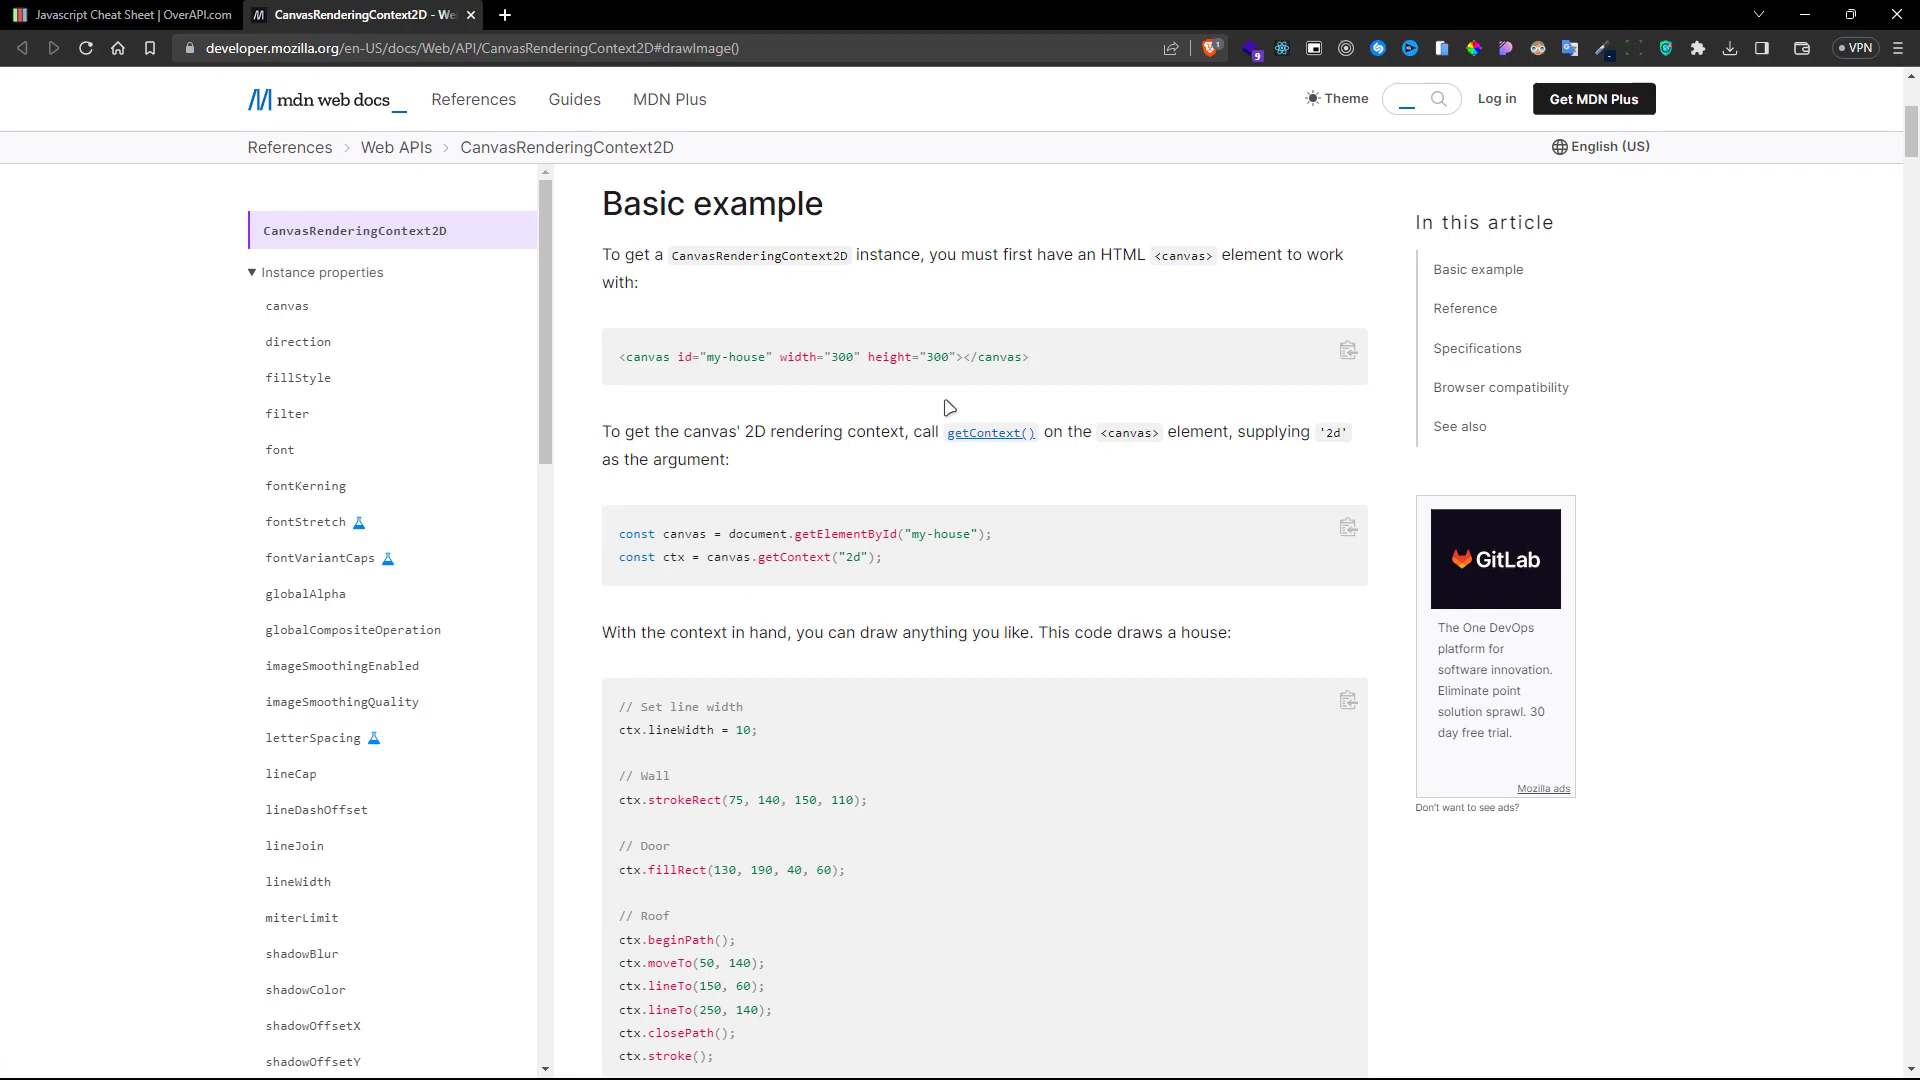 Javascript Cheat Sheet | OverAPI.com
CanvasRenderingContext2D - We
developer.mozilla.org/en-US/docs/Web/API/CanvasRenderingContext2D#drawImage()
1
9
VPN
mdn web docs_
References
Guides
MDN Plus
Theme
Log in
Get MDN Plus
References > Web APIs > CanvasRenderingContext2D
English (US)
CanvasRenderingContext2D
Instance properties
canvas
direction
fillStyle
filter
font
fontKerning
fontStretch
fontVariantCaps
globalAlpha
globalCompositeOperation
imageSmoothingEnabled
imageSmoothingQuality
letterSpacing
lineCap
lineDashOffset
lineJoin
lineWidth
miterLimit
shadowBlur
shadowColor
shadowOffsetX
shadowOffsetY
Basic example
To get a CanvasRenderingContext2D instance, you must first have an HTML <canvas> element to work
with:
<canvas id="my-house" width="300" height="300"></canvas>
To get the canvas' 2D rendering context, call getContext() on the <canvas> element, supplying '2d'
as the argument:
const canvas = document.getElementById("my-house");
const ctx = canvas.getContext("2d");
With the context in hand, you can draw anything you like. This code draws a house:
// Set line width
ctx.lineWidth = 10;
// Wall
ctx.strokeRect(75, 140, 150, 110);
// Door
ctx.fillRect(130, 190, 40, 60);
// Roof
ctx.beginPath();
ctx.moveTo(50, 140);
ctx.lineTo(150, 60);
ctx.lineTo(250, 140);
ctx.closePath();
ctx.stroke();
In this article
Basic example
Reference
Specifications
Browser compatibility
See also
GitLab
The One DevOps
platform for
software innovation.
Eliminate point
solution sprawl. 30
day free trial.
Mozilla ads
Don't want to see ads?